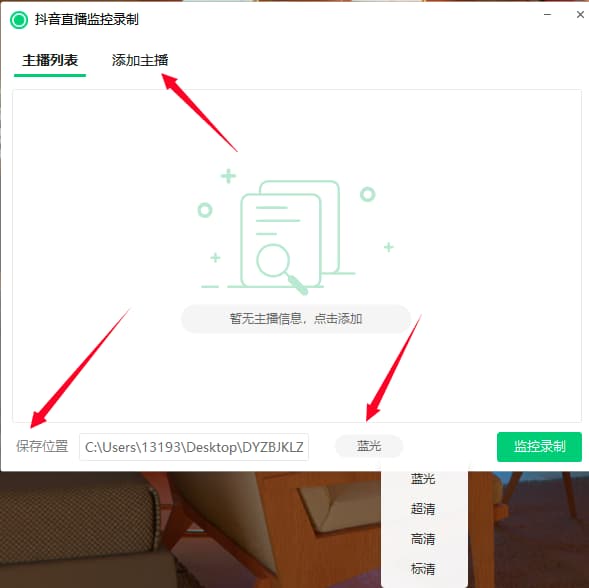 抖音直播监控录制
主播列表 添加主播
暂无主播信息，点击添加
保存位置 C:\Users\13193\Desktop\DYZBJKLZ 蓝光 监控录制
蓝光
超清
高清
标清